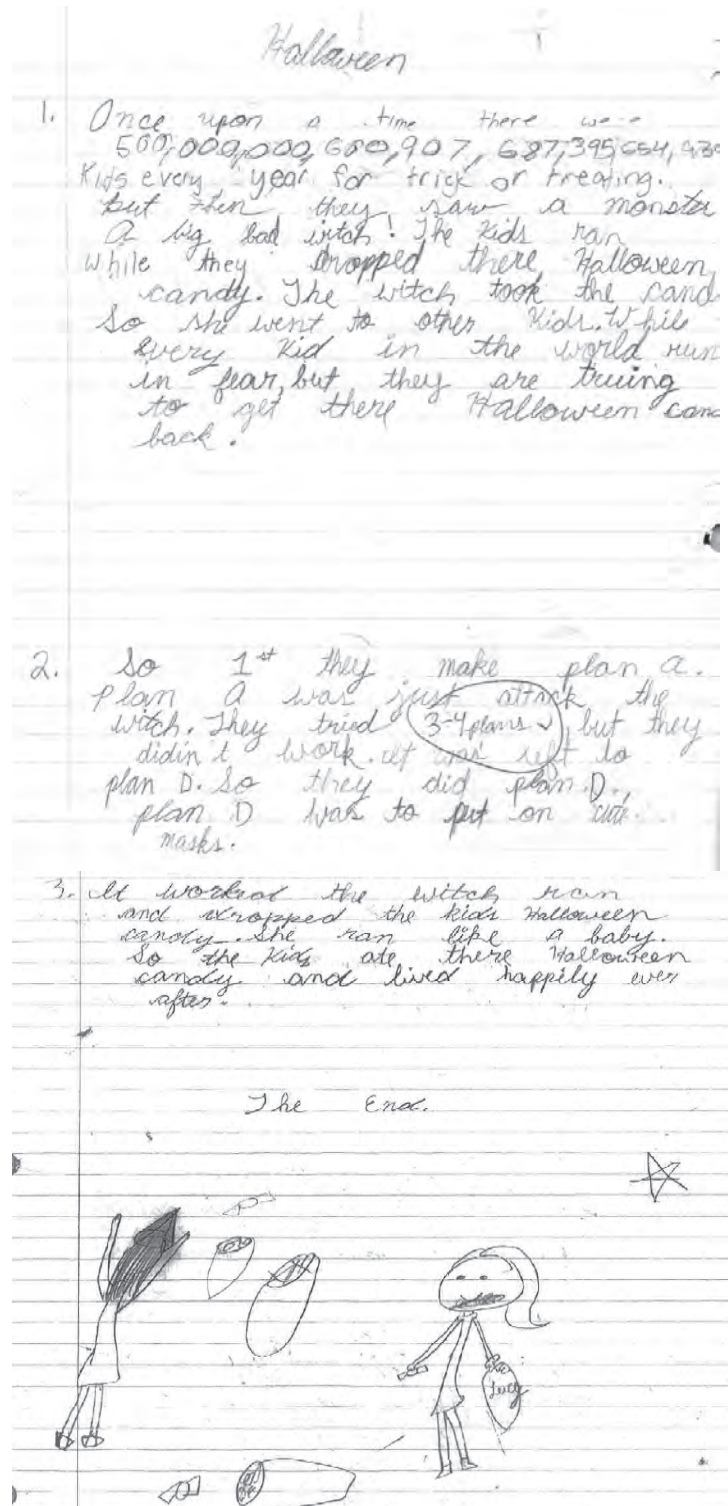 Halloween
1. Once upon a time there were
500,000,000,680,907,687,395,654,
Kids every year for trick or treating.
but then they saw a monster
A big bad witch! The Kids ran
while they dropped there Halloween
candy. The witch took the cand
So she went to other Kids. While
every Kid in the world run
in fear, but they are truing
to get there Halloween can
back.
2. So 1st they make plan a.
Plan A was just attack the
witch. They tried 3-4 plans, but they
didin't work. It was left to
plan D. So they did plan D.,
plan D was to put on cute
masks.
3. It worked the witch ran
and dropped the kids Halloween
candy. She ran like a baby.
So the Kids ate there Halloween
candy and lived happily ever
after.
The End.
Lucy